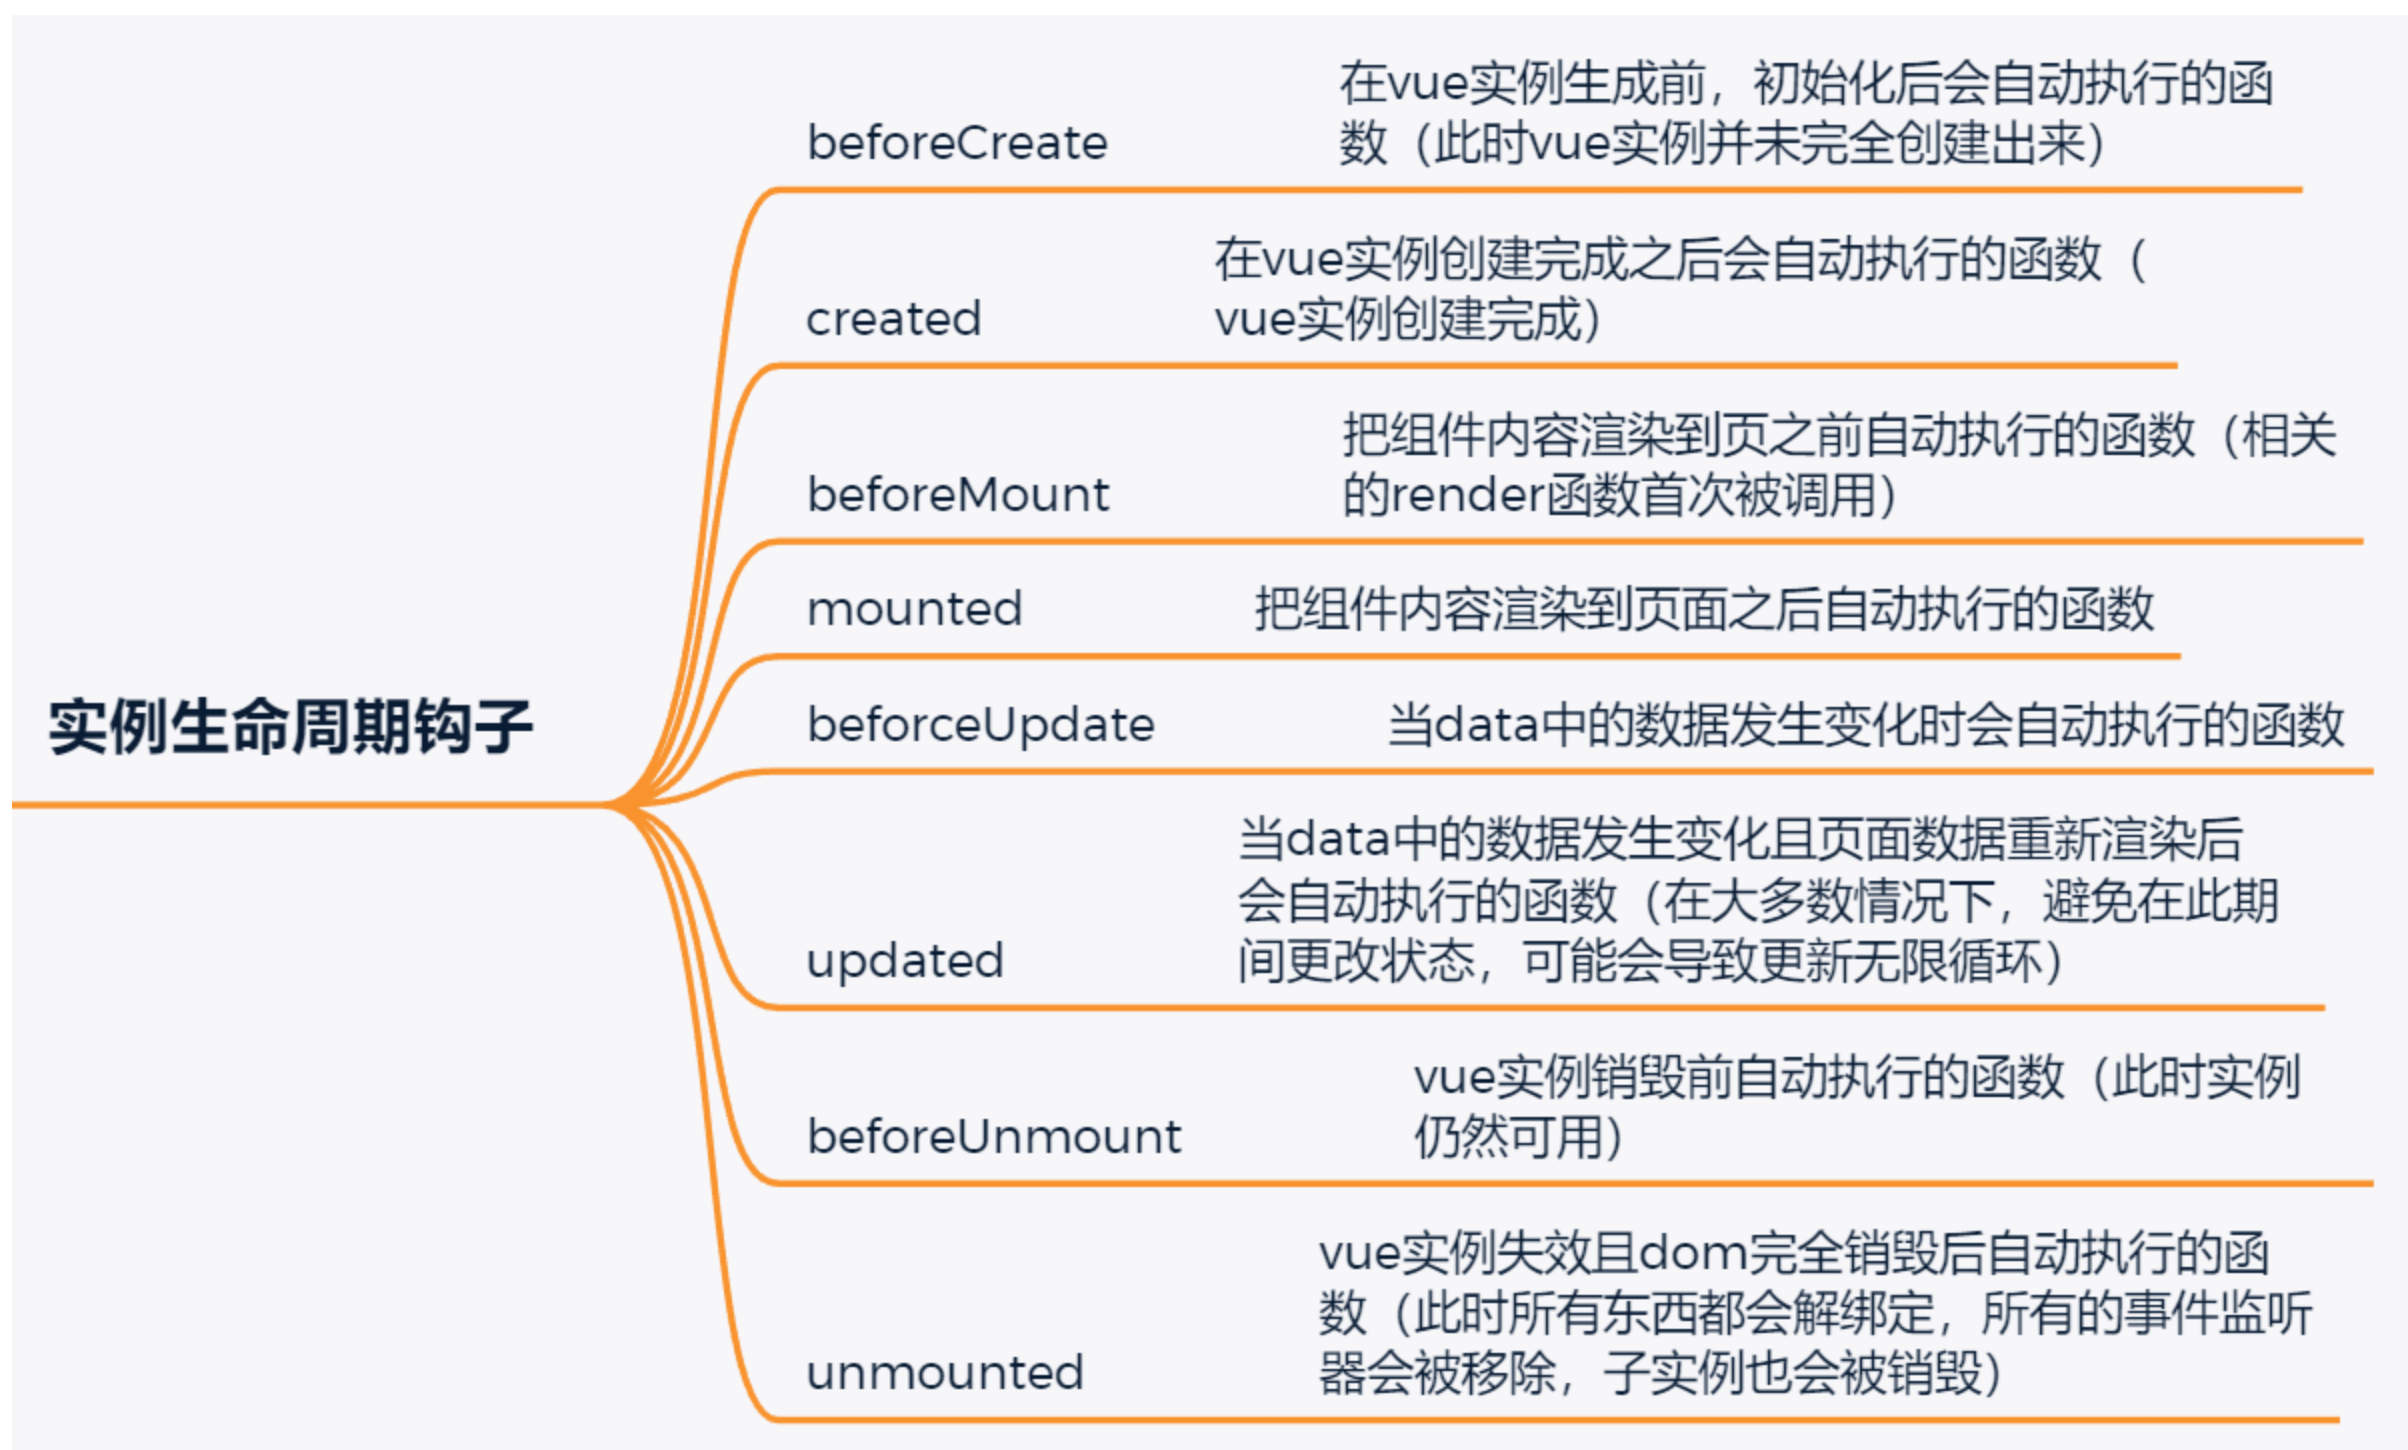 实例生命周期钩子
beforeCreate
在vue实例生成前，初始化后会自动执行的函
数（此时vue实例并未完全创建出来）
created
在vue实例创建完成之后会自动执行的函数（
vue实例创建完成）
beforeMount
把组件内容渲染到页之前自动执行的函数（相关
的render函数首次被调用）
mounted
把组件内容渲染到页面之后自动执行的函数
beforceUpdate
当data中的数据发生变化时会自动执行的函数
updated
当data中的数据发生变化且页面数据重新渲染后
会自动执行的函数（在大多数情况下，避免在此期
间更改状态，可能会导致更新无限循环）
beforeUnmount
vue实例销毁前自动执行的函数（此时实例
仍然可用）
unmounted
vue实例失效且dom完全销毁后自动执行的函
数（此时所有东西都会解绑定，所有的事件监听
器会被移除，子实例也会被销毁）